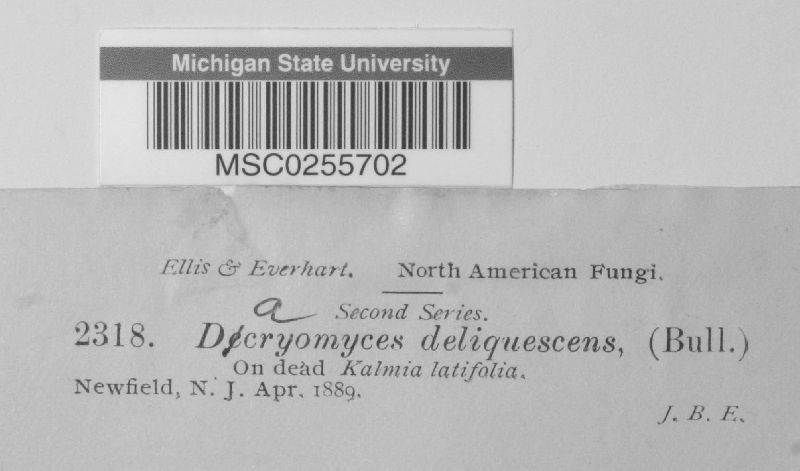 Michigan State University
MSC0255702
Ellis & Everhart. North American Fungi.
a Second Series.
2318. Dicryomyces deliquescens, (Bull.)
On dead Kalmia latifolia.
Newfield, N. J. Apr. 1889.
J. B. E.